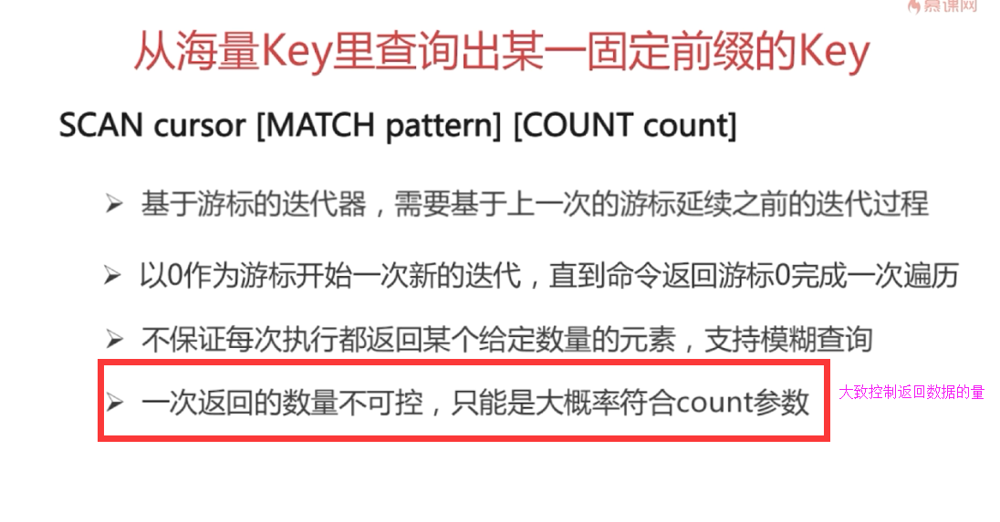 慕课网
从海量Key里查询出某一固定前缀的Key
SCAN cursor [MATCH pattern] [COUNT count]
➢ 基于游标的迭代器，需要基于上一次的游标延续之前的迭代过程
➢ 以0作为游标开始一次新的迭代，直到命令返回游标0完成一次遍历
➢ 不保证每次执行都返回某个给定数量的元素，支持模糊查询
➢ 一次返回的数量不可控，只能是大概率符合count参数
大致控制返回数据的量